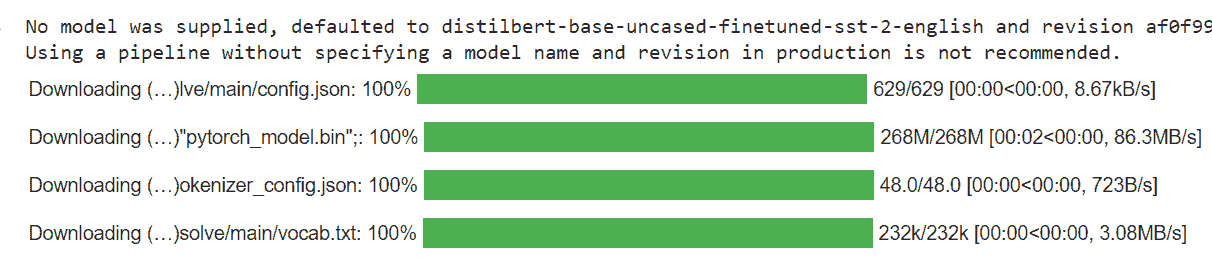 No model was supplied, defaulted to distilbert-base-uncased-finetuned-sst-2-english and revision af0f99
Using a pipeline without specifying a model name and revision in production is not recommended.
Downloading (…)lve/main/config.json: 100% 629/629 [00:00<00:00, 8.67kB/s]
Downloading (…)"pytorch_model.bin";: 100% 268M/268M [00:02<00:00, 86.3MB/s]
Downloading (…)okenizer_config.json: 100% 48.0/48.0 [00:00<00:00, 723B/s]
Downloading (…)solve/main/vocab.txt: 100% 232k/232k [00:00<00:00, 3.08MB/s]